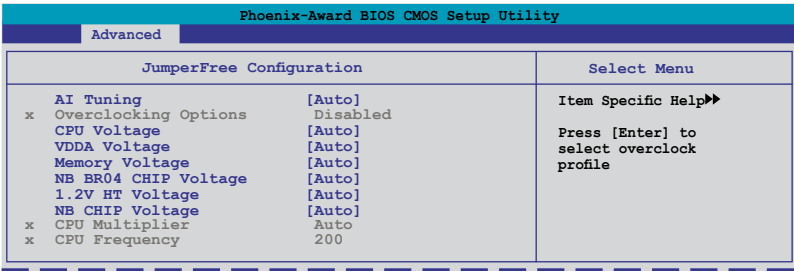 Phoenix-Award BIOS CMOS Setup Utility
Advanced
JumperFree Configuration
Select Menu
AI Tuning [Auto]
x Overclocking Options Disabled
CPU Voltage [Auto]
VDDA Voltage [Auto]
Memory Voltage [Auto]
NB BR04 CHIP Voltage [Auto]
1.2V HT Voltage [Auto]
NB CHIP Voltage [Auto]
x CPU Multiplier Auto
x CPU Frequency 200
Item Specific Help▶▶
Press [Enter] to
select overclock
profile